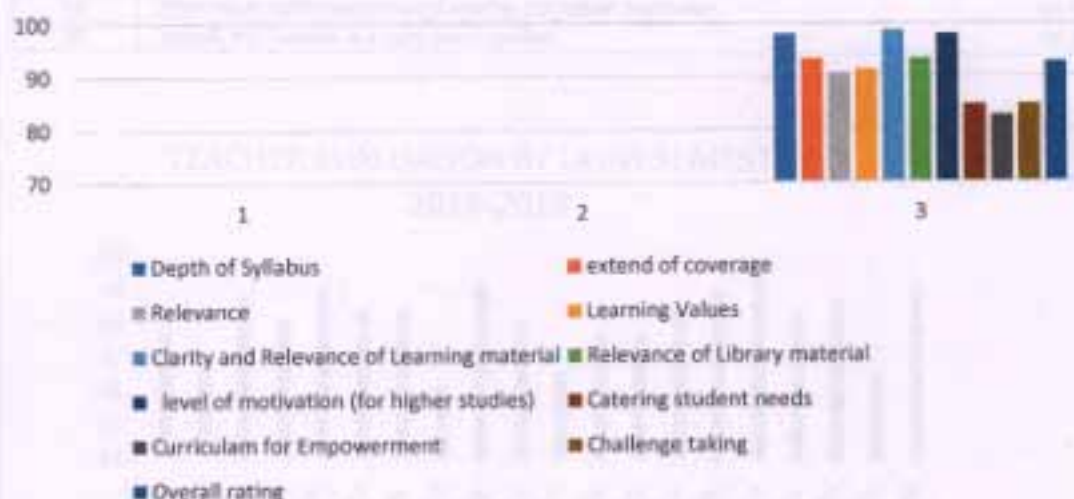 100
90
80
70
1 2 3
Depth of Syllabus extend of coverage
Relevance Learning Values
Clarity and Relevance of Learning material Relevance of Library material
level of motivation (for higher studies) Catering student needs
Curriculam for Empowerment Challenge taking
Overall rating